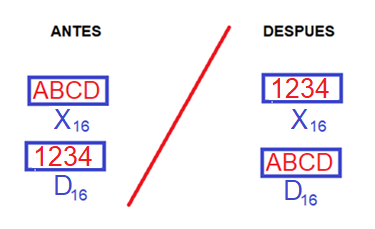 ANTES
ABCD
X16
1234
D16
DESPUES
1234
X16
ABCD
D16